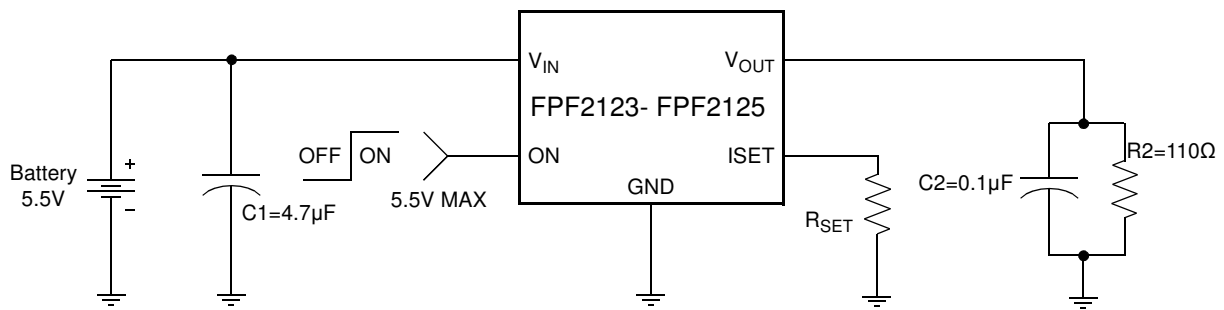 V_IN
V_OUT
FPF2123- FPF2125
OFF
ON
ON
ISET
Battery
5.5V
+
−
C1=4.7µF
5.5V MAX
GND
R_SET
C2=0.1µF
R2=110Ω